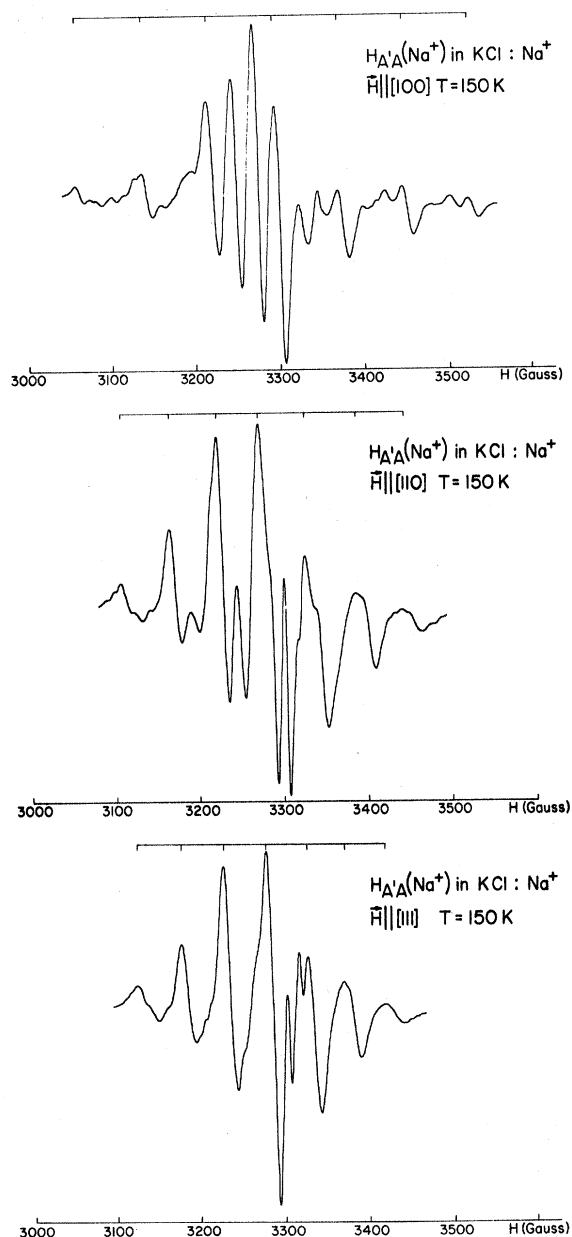 H_A'A(Na⁺) in KCl : Na⁺
H⃗||[100] T=150 K
3000 3100 3200 3300 3400 3500 H (Gauss)
H_A'A(Na⁺) in KCl : Na⁺
H⃗||[110] T=150 K
3000 3100 3200 3300 3400 3500 H (Gauss)
H_A'A(Na⁺) in KCl : Na⁺
H⃗||[111] T=150 K
3000 3100 3200 3300 3400 3500 H (Gauss)